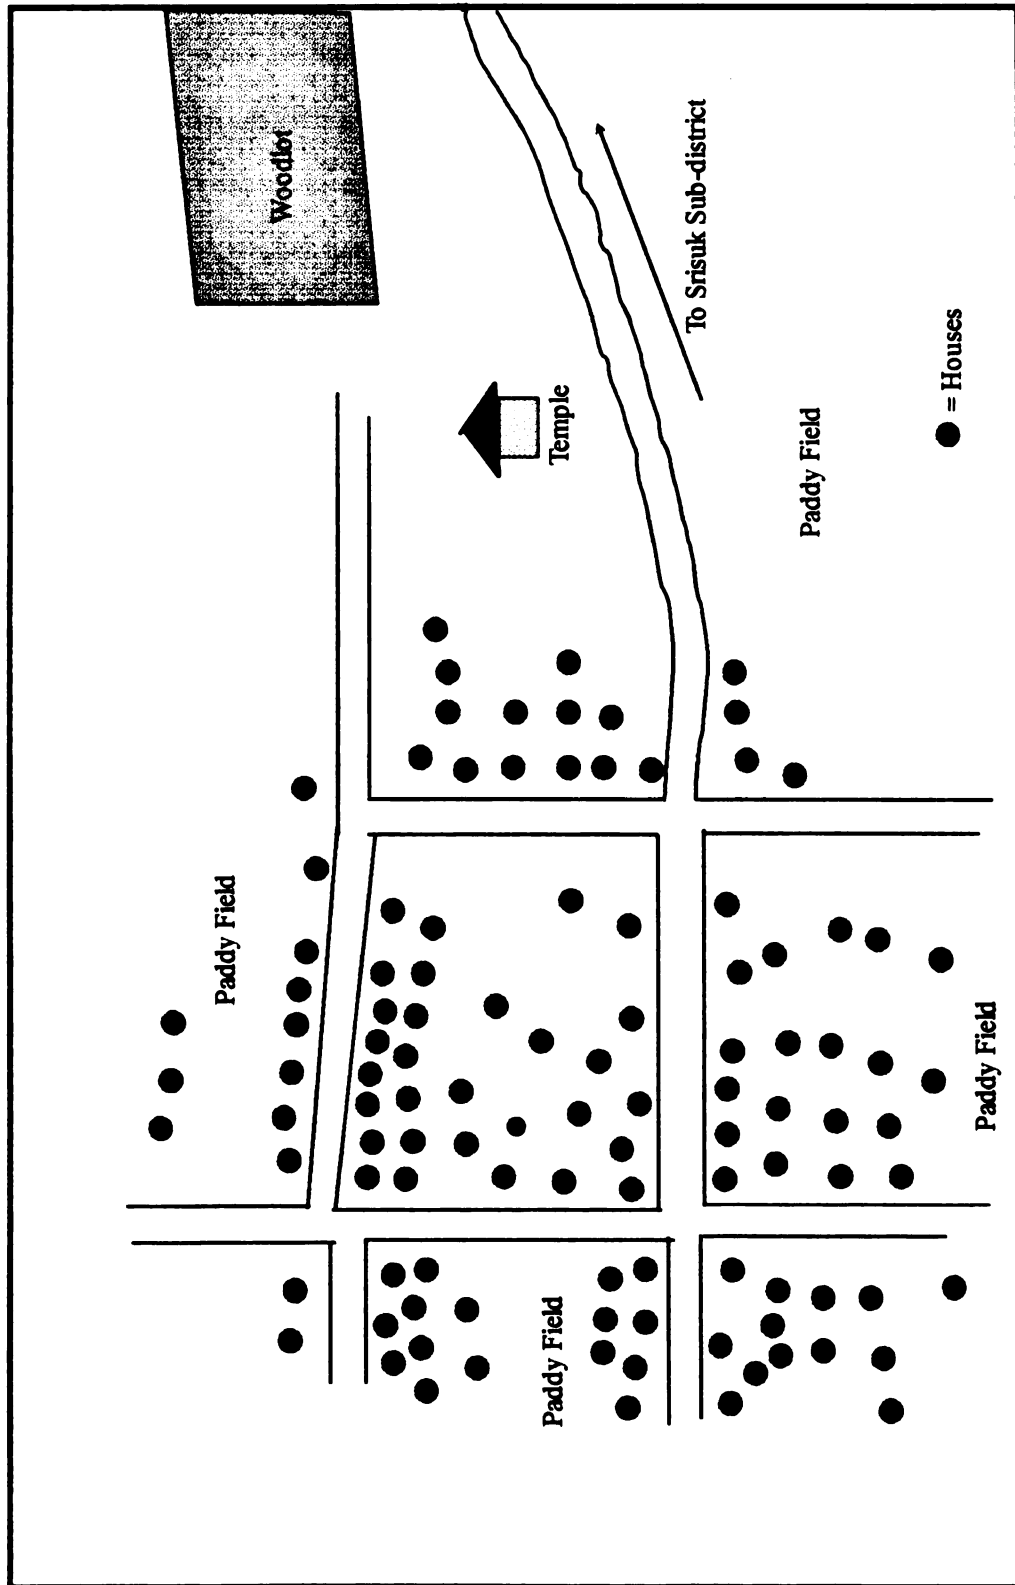 Woodlot
To Srisuk Sub-district
Temple
Paddy Field
= Houses
Paddy Field
Paddy Field
Paddy Field